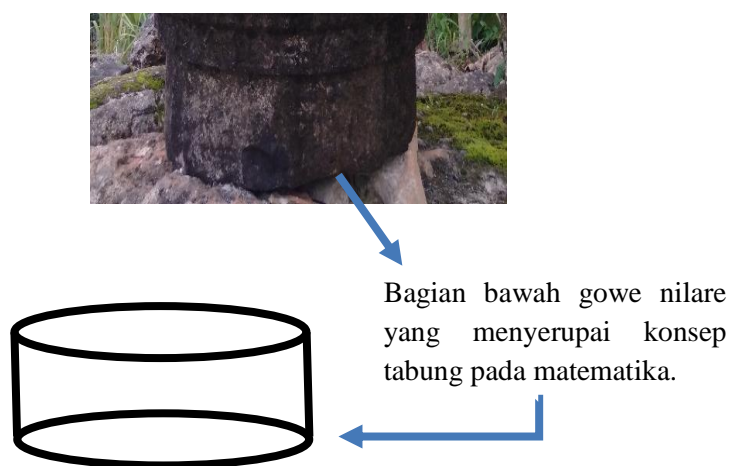 Bagian bawah gowe nilare
yang menyerupai konsep
tabung pada matematika.